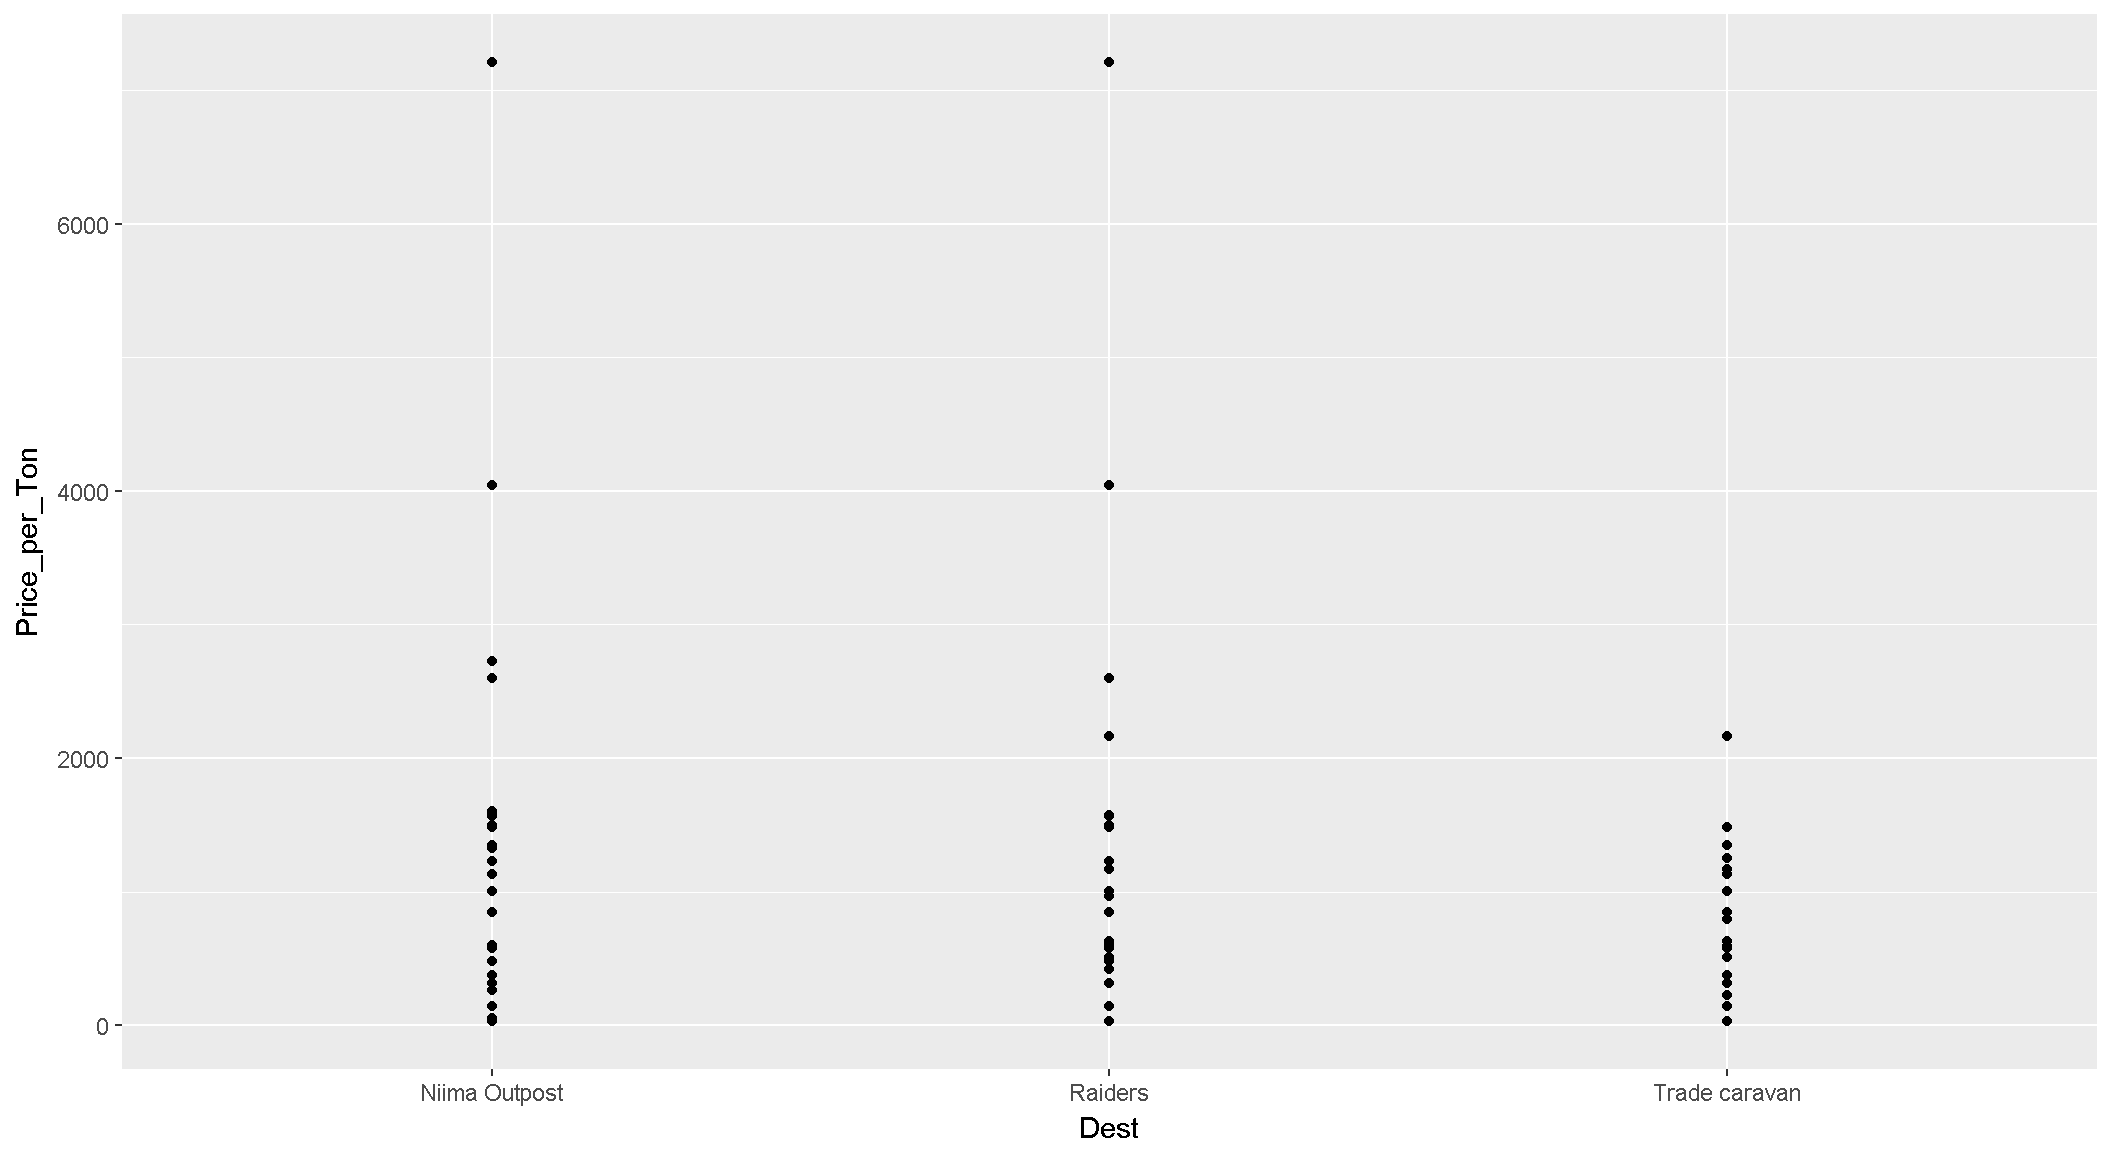 6000
4000
2000
0
Price_per_Ton
Niima Outpost
Raiders
Trade caravan
Dest